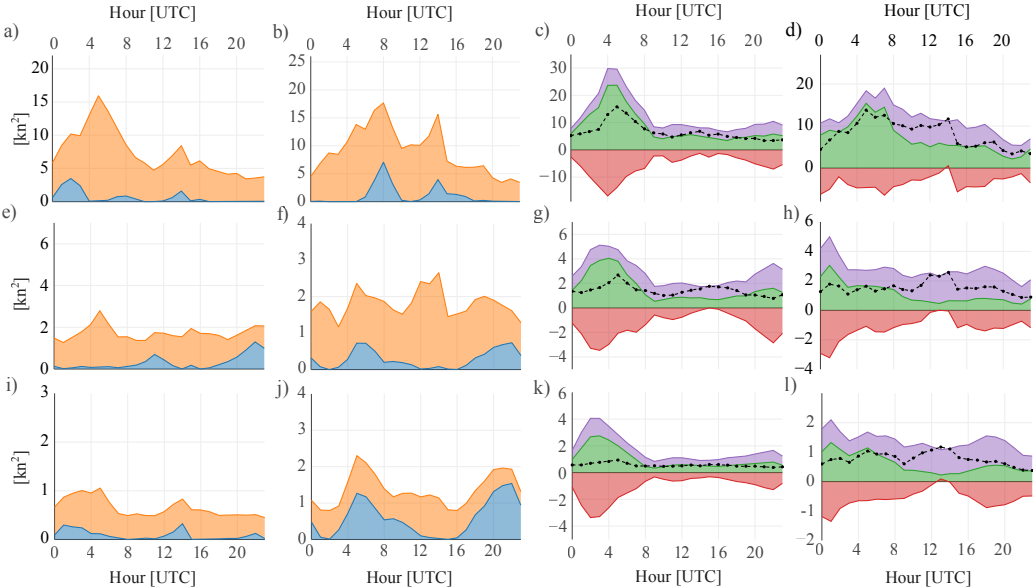 Hour [UTC] Hour [UTC] Hour [UTC] Hour [UTC]
a) b) c) d)
0 4 8 12 16 20 0 4 8 12 16 20 0 4 8 12 16 20 0 4 8 12 16 20
[kn²]
20 15 10 5 0
25 20 15 10 5 0
30 20 10 0 −10
20 10 0
e) f) g) h)
[kn²]
6 4 2 0
4 3 2 1 0
6 4 2 0 −2 −4
6 4 2 0 −2 −4
i) j) k) l)
[kn²]
3 2 1 0
4 3 2 1 0
6 4 2 0 −2 −4
2 1 0 −1 −2
0 4 8 12 16 20 0 4 8 12 16 20 0 4 8 12 16 20 0 4 8 12 16 20
Hour [UTC] Hour [UTC] Hour [UTC] Hour [UTC]